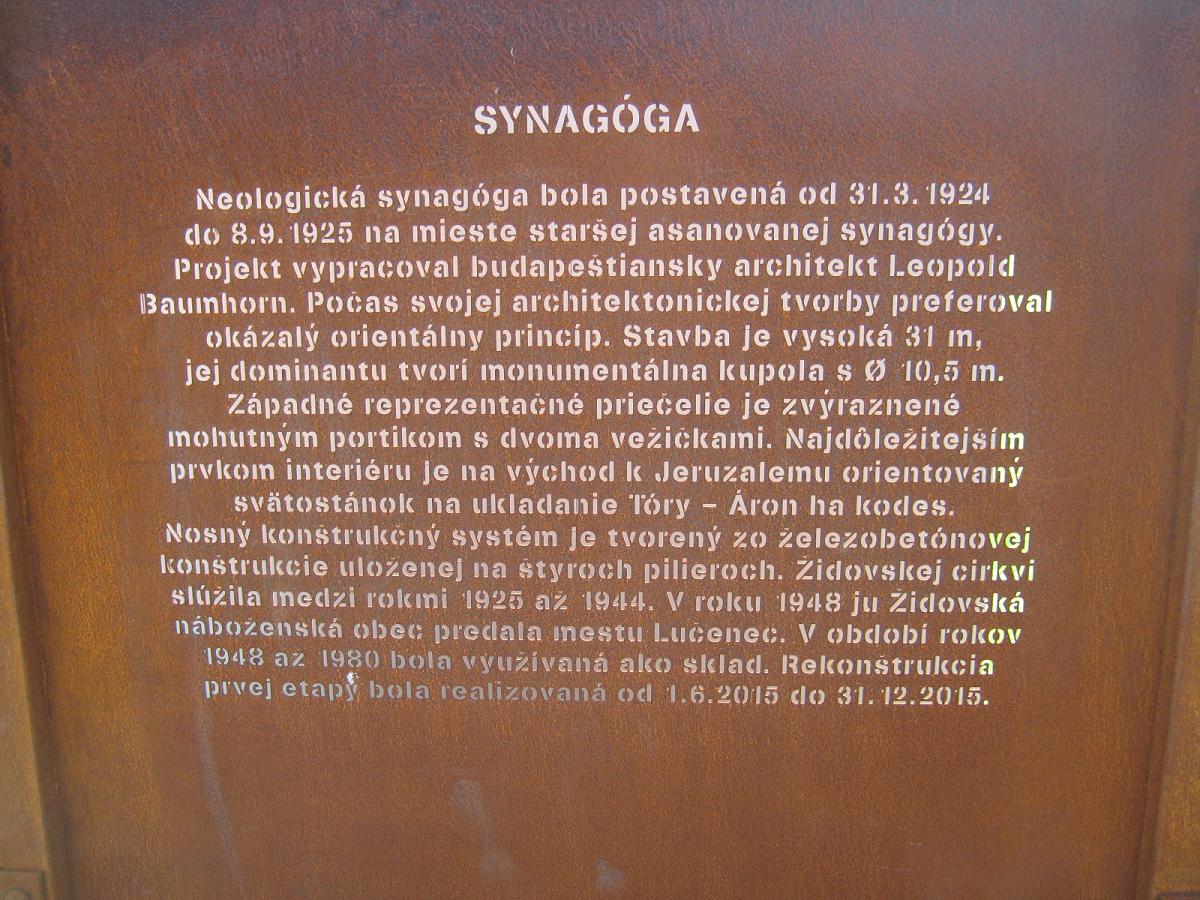 SYNAGÓGA
Neologická synagóga bola postavená od 31.3.1924
do 8.9.1925 na mieste staršej asanovanej synagógy.
Projekt vypracoval budapeštiansky architekt Leopold
Baumhorn. Počas svojej architektonickej tvorby preferoval
okázalý orientálny princíp. Stavba je vysoká 31 m,
jej dominantu tvorí monumentálna kupola s Ø 10,5 m.
Západné reprezentačné priečelie je zvýraznené
mohutným portikom s dvoma vežičkami. Najdôležitejším
prvkom interiéru je na východ k Jeruzalemu orientovaný
svätostánok na ukladanie Tóry – Áron ha kodes.
Nosný konštrukčný systém je tvorený zo železobetónovej
konštrukcie uloženej na štyroch pilieroch. Židovskej cirkvi
slúžila medzi rokmi 1925 až 1944. V roku 1948 ju Židovská
náboženská obec predala mestu Lučenec. V období rokov
1948 až 1980 bola využívaná ako sklad. Rekonštrukcia
prvej etapy bola realizovaná od 1.6.2015 do 31.12.2015.